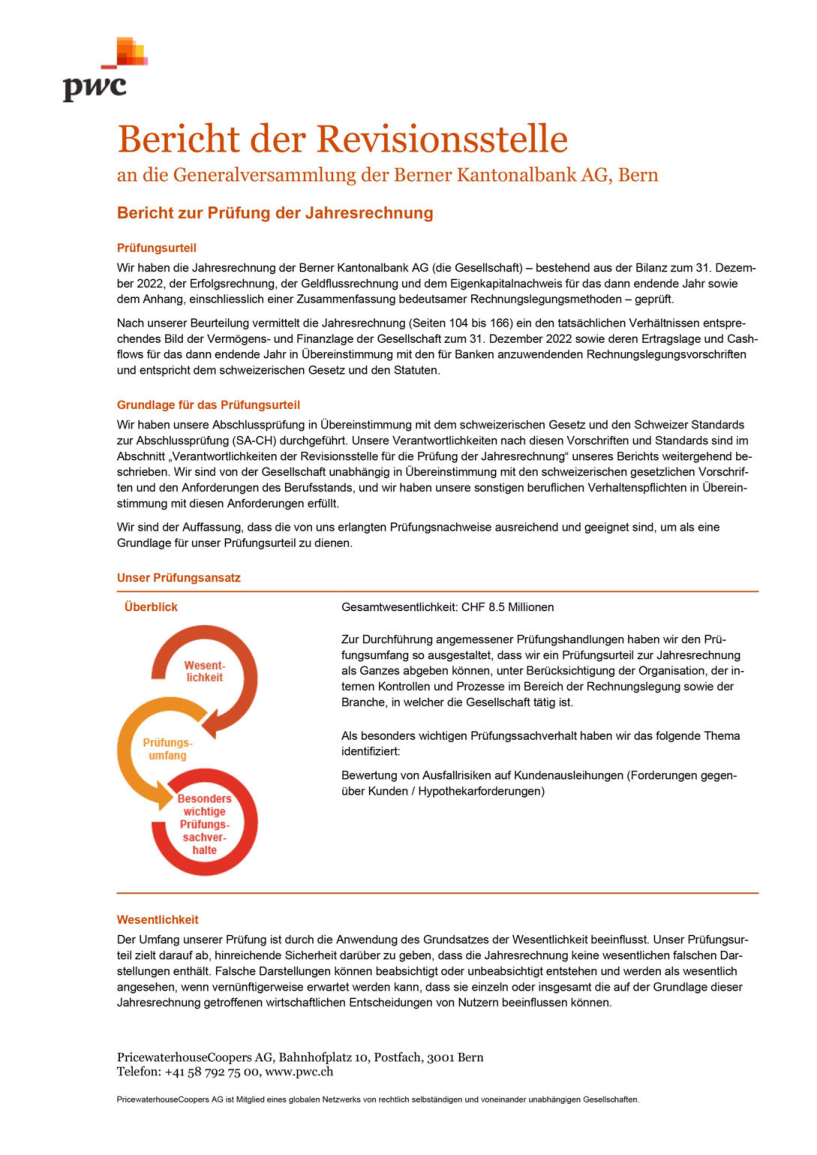 pwc
Bericht der Revisionsstelle
an die Generalversammlung der Berner Kantonalbank AG, Bern
Bericht zur Prüfung der Jahresrechnung
Prüfungsurteil
Wir haben die Jahresrechnung der Berner Kantonalbank AG (die Gesellschaft) – bestehend aus der Bilanz zum 31. Dezem-
ber 2022, der Erfolgsrechnung, der Geldflussrechnung und dem Eigenkapitalnachweis für das dann endende Jahr sowie
dem Anhang, einschliesslich einer Zusammenfassung bedeutsamer Rechnungslegungsmethoden – geprüft.
Nach unserer Beurteilung vermittelt die Jahresrechnung (Seiten 104 bis 166) ein den tatsächlichen Verhältnissen entspre-
chendes Bild der Vermögens- und Finanzlage der Gesellschaft zum 31. Dezember 2022 sowie deren Ertragslage und Cash-
flows für das dann endende Jahr in Übereinstimmung mit den für Banken anzuwendenden Rechnungslegungsvorschriften
und entspricht dem schweizerischen Gesetz und den Statuten.
Grundlage für das Prüfungsurteil
Wir haben unsere Abschlussprüfung in Übereinstimmung mit dem schweizerischen Gesetz und den Schweizer Standards
zur Abschlussprüfung (SA-CH) durchgeführt. Unsere Verantwortlichkeiten nach diesen Vorschriften und Standards sind im
Abschnitt „Verantwortlichkeiten der Revisionsstelle für die Prüfung der Jahresrechnung“ unseres Berichts weitergehend be-
schrieben. Wir sind von der Gesellschaft unabhängig in Übereinstimmung mit den schweizerischen gesetzlichen Vorschrif-
ten und den Anforderungen des Berufsstands, und wir haben unsere sonstigen beruflichen Verhaltenspflichten in Überein-
stimmung mit diesen Anforderungen erfüllt.
Wir sind der Auffassung, dass die von uns erlangten Prüfungsnachweise ausreichend und geeignet sind, um als eine
Grundlage für unser Prüfungsurteil zu dienen.
Unser Prüfungsansatz
Überblick
Wesent-
lichkeit
Prüfungs-
umfang
Besonders
wichtige
Prüfungs-
sachver-
halte
Gesamtwesentlichkeit: CHF 8.5 Millionen
Zur Durchführung angemessener Prüfungshandlungen haben wir den Prü-
fungsumfang so ausgestaltet, dass wir ein Prüfungsurteil zur Jahresrechnung
als Ganzes abgeben können, unter Berücksichtigung der Organisation, der in-
ternen Kontrollen und Prozesse im Bereich der Rechnungslegung sowie der
Branche, in welcher die Gesellschaft tätig ist.
Als besonders wichtigen Prüfungssachverhalt haben wir das folgende Thema
identifiziert:
Bewertung von Ausfallrisiken auf Kundenausleihungen (Forderungen gegen-
über Kunden / Hypothekarforderungen)
Wesentlichkeit
Der Umfang unserer Prüfung ist durch die Anwendung des Grundsatzes der Wesentlichkeit beeinflusst. Unser Prüfungsur-
teil zielt darauf ab, hinreichende Sicherheit darüber zu geben, dass die Jahresrechnung keine wesentlichen falschen Dar-
stellungen enthält. Falsche Darstellungen können beabsichtigt oder unbeabsichtigt entstehen und werden als wesentlich
angesehen, wenn vernünftigerweise erwartet werden kann, dass sie einzeln oder insgesamt die auf der Grundlage dieser
Jahresrechnung getroffenen wirtschaftlichen Entscheidungen von Nutzern beeinflussen können.
PricewaterhouseCoopers AG, Bahnhofplatz 10, Postfach, 3001 Bern
Telefon: +41 58 792 75 00, www.pwc.ch
PricewaterhouseCoopers AG ist Mitglied eines globalen Netzwerks von rechtlich selbständigen und voneinander unabhängigen Gesellschaften.